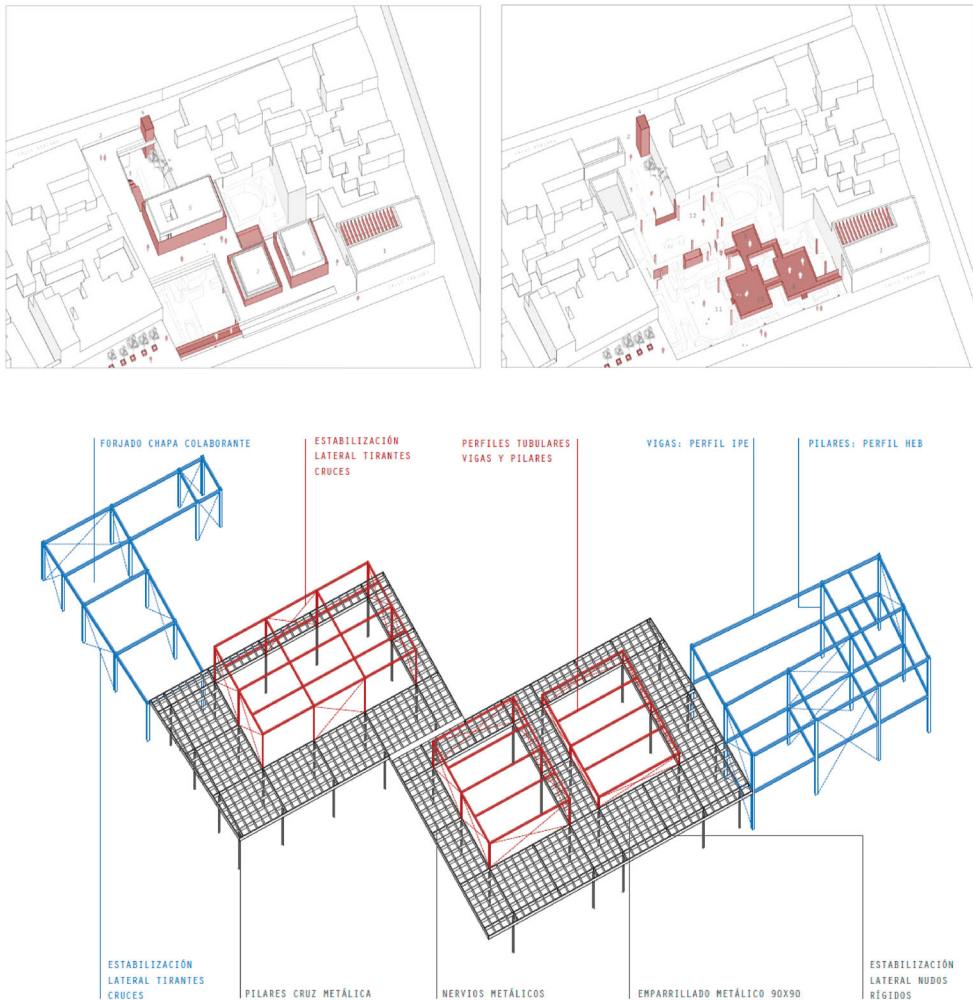 FORJADO CHAPA COLABORANTE
ESTABILIZACIÓN
LATERAL TIRANTES
CRUCES
PERFILES TUBULARES
VIGAS Y PILARES
VIGAS: PERFIL IPE
PILARES: PERFIL HEB
ESTABILIZACIÓN
LATERAL TIRANTES
CRUCES
PILARES CRUZ METÁLICA
NERVIOS METÁLICOS
EMPARRILLADO METÁLICO 90X90
ESTABILIZACIÓN
LATERAL NUDOS
RÍGIDOS